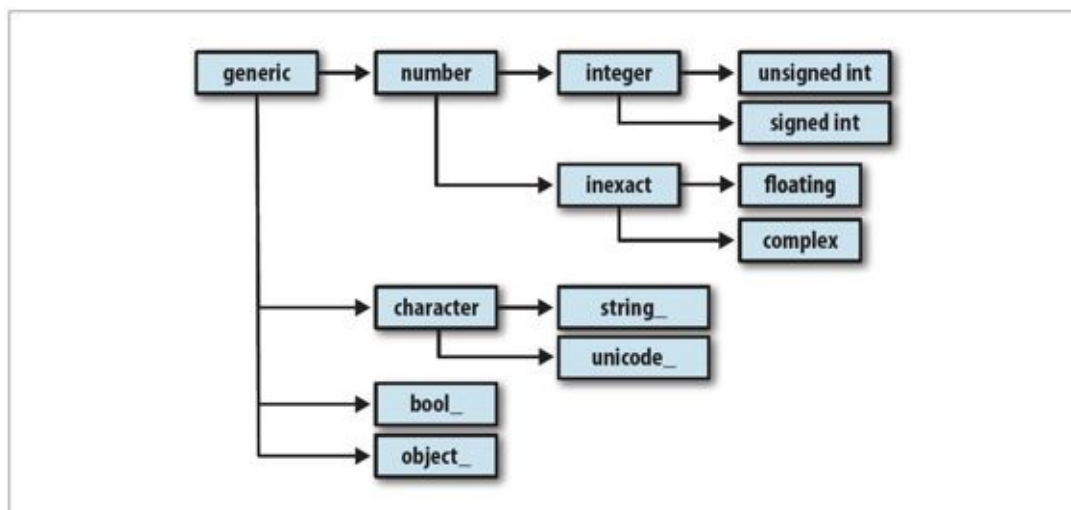 generic
number
integer
unsigned int
signed int
inexact
floating
complex
character
string_
unicode_
bool_
object_